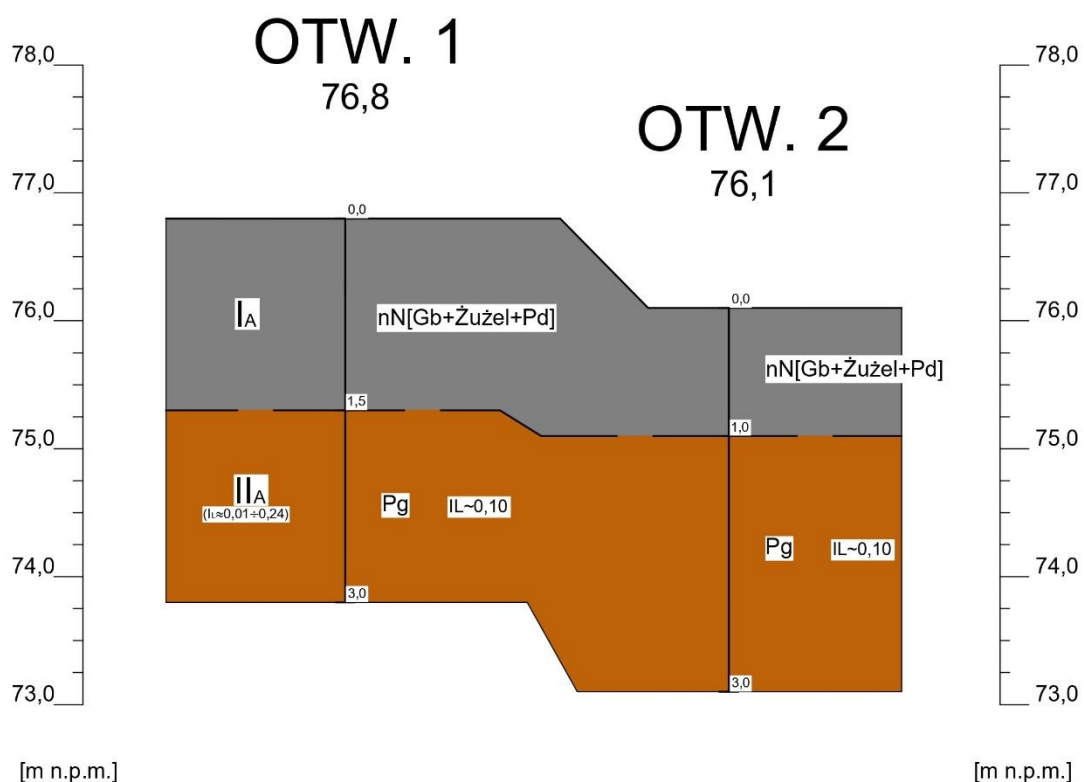 OTW. 1
76,8
OTW. 2
76,1
78,0
77,0
76,0
75,0
74,0
73,0
[m n.p.m.]
78,0
77,0
76,0
75,0
74,0
73,0
[m n.p.m.]
0,0
IA
nN[Gb+Żużel+Pd]
1,5
IIA
(IL≈0,01÷0,24)
Pg IL~0,10
3,0
0,0
nN[Gb+Żużel+Pd]
1,0
Pg IL~0,10
3,0